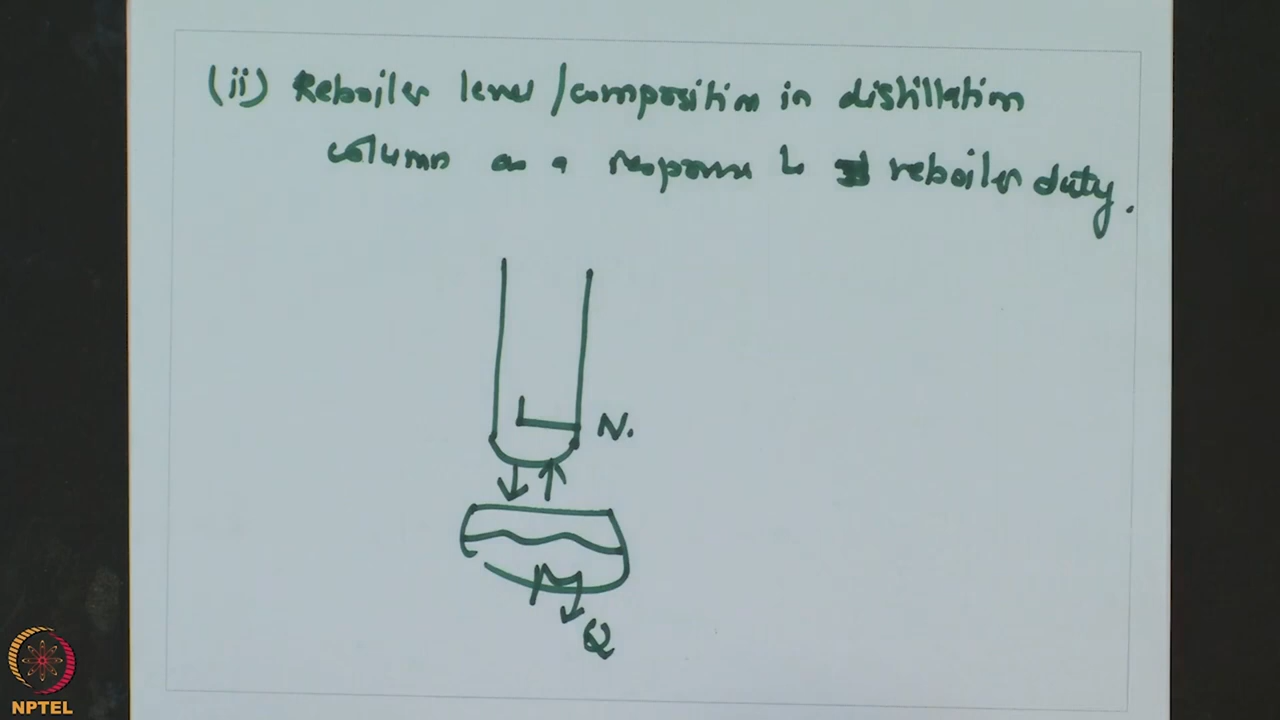 (ii) Reboiler level/composition in distillation
column as a response to reboiler duty.
N.
Q
NPTEL